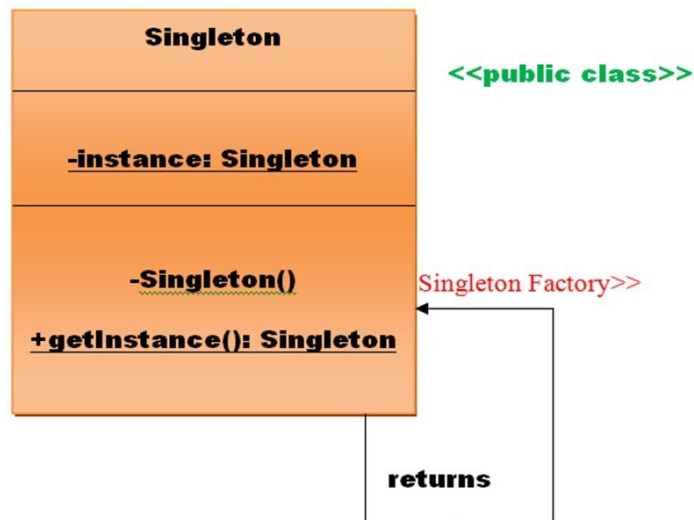 Singleton
<<public class>>
-instance: Singleton
-Singleton()
Singleton Factory>>
+getInstance(): Singleton
returns